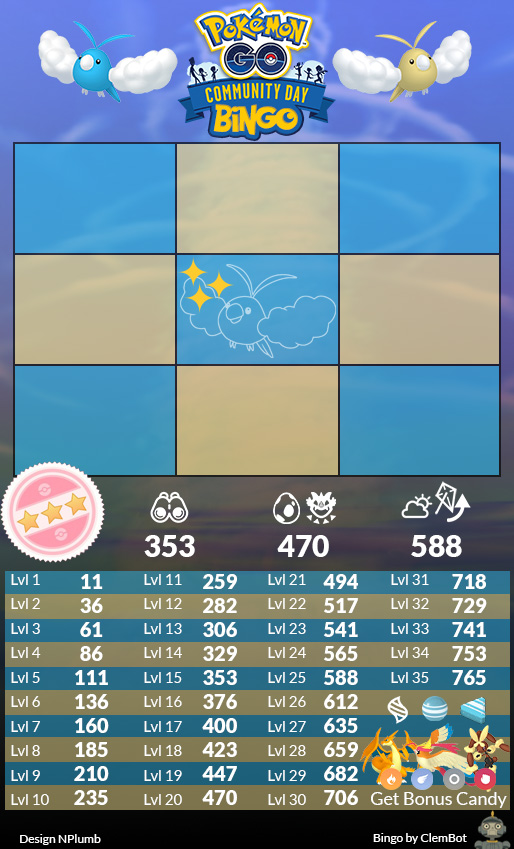 Pokémon
GO
COMMUNITY DAY
BINGO
353 470 588
Lvl 1 11 Lvl 11 259 Lvl 21 494 Lvl 31 718
Lvl 2 36 Lvl 12 282 Lvl 22 517 Lvl 32 729
Lvl 3 61 Lvl 13 306 Lvl 23 541 Lvl 33 741
Lvl 4 86 Lvl 14 329 Lvl 24 565 Lvl 34 753
Lvl 5 111 Lvl 15 353 Lvl 25 588 Lvl 35 765
Lvl 6 136 Lvl 16 376 Lvl 26 612
Lvl 7 160 Lvl 17 400 Lvl 27 635
Lvl 8 185 Lvl 18 423 Lvl 28 659
Lvl 9 210 Lvl 19 447 Lvl 29 682
Lvl 10 235 Lvl 20 470 Lvl 30 706 Get Bonus Candy
Design NPlumb Bingo by ClemBot